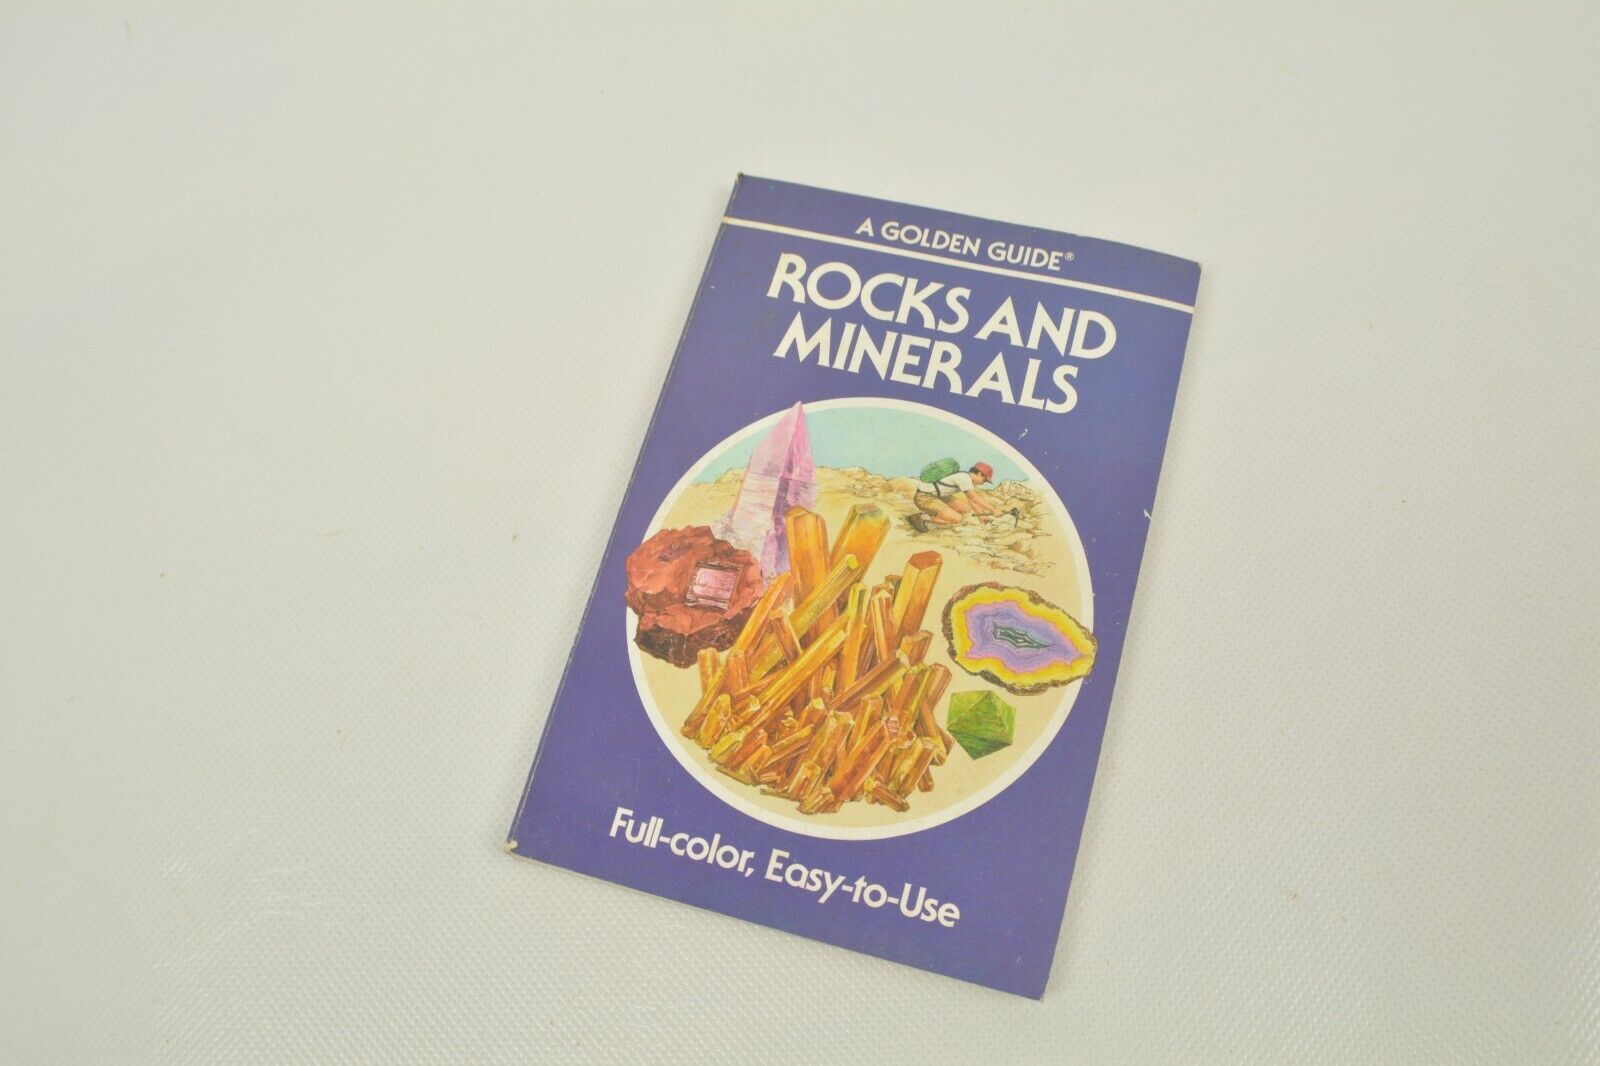 A GOLDEN GUIDE®
ROCKS AND
MINERALS
Full-color, Easy-to-Use